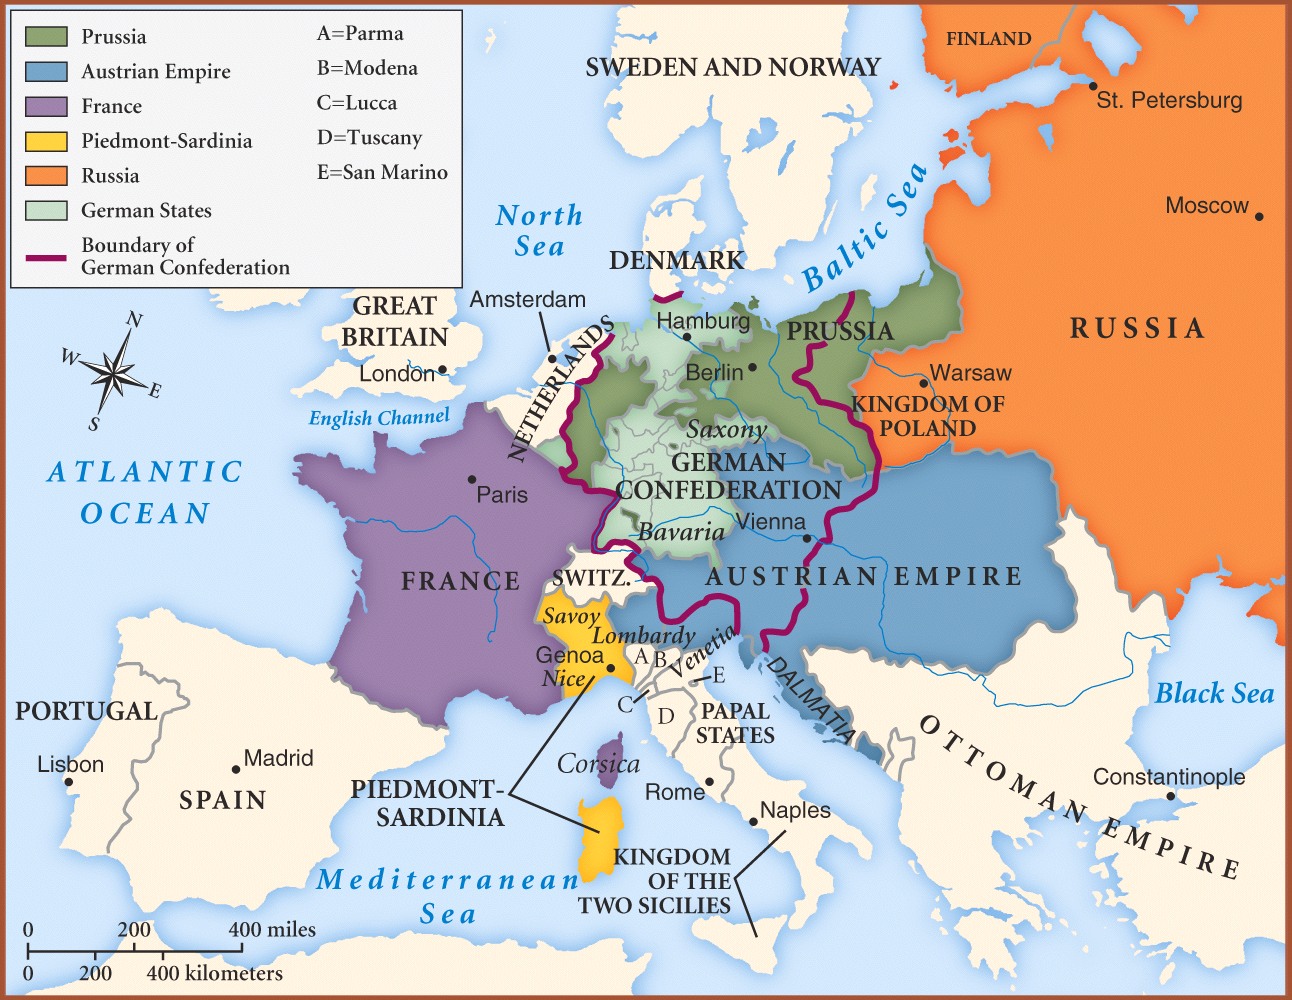 Prussia
Austrian Empire
France
Piedmont-Sardinia
Russia
German States
Boundary of
German Confederation
A=Parma
B=Modena
C=Lucca
D=Tuscany
E=San Marino
FINLAND
SWEDEN AND NORWAY
St. Petersburg
Moscow
North
Sea
Baltic Sea
DENMARK
Amsterdam
GREAT
BRITAIN
London
N
W
E
S
English Channel
NETHERLANDS
Hamburg
PRUSSIA
RUSSIA
Berlin
Warsaw
KINGDOM OF
POLAND
Saxony
ATLANTIC
OCEAN
Paris
GERMAN
CONFEDERATION
Bavaria
Vienna
FRANCE
SWITZ.
AUSTRIAN EMPIRE
Savoy
Lombardy
Venetia
Genoa
Nice
A
B
C
D
E
DALMATIA
Black Sea
PORTUGAL
Lisbon
Madrid
SPAIN
PAPAL
STATES
Corsica
PIEDMONT-
SARDINIA
Rome
Naples
OTTOMAN EMPIRE
Constantinople
KINGDOM
OF THE
TWO SICILIES
Mediterranean
Sea
0 200 400 miles
0 200 400 kilometers